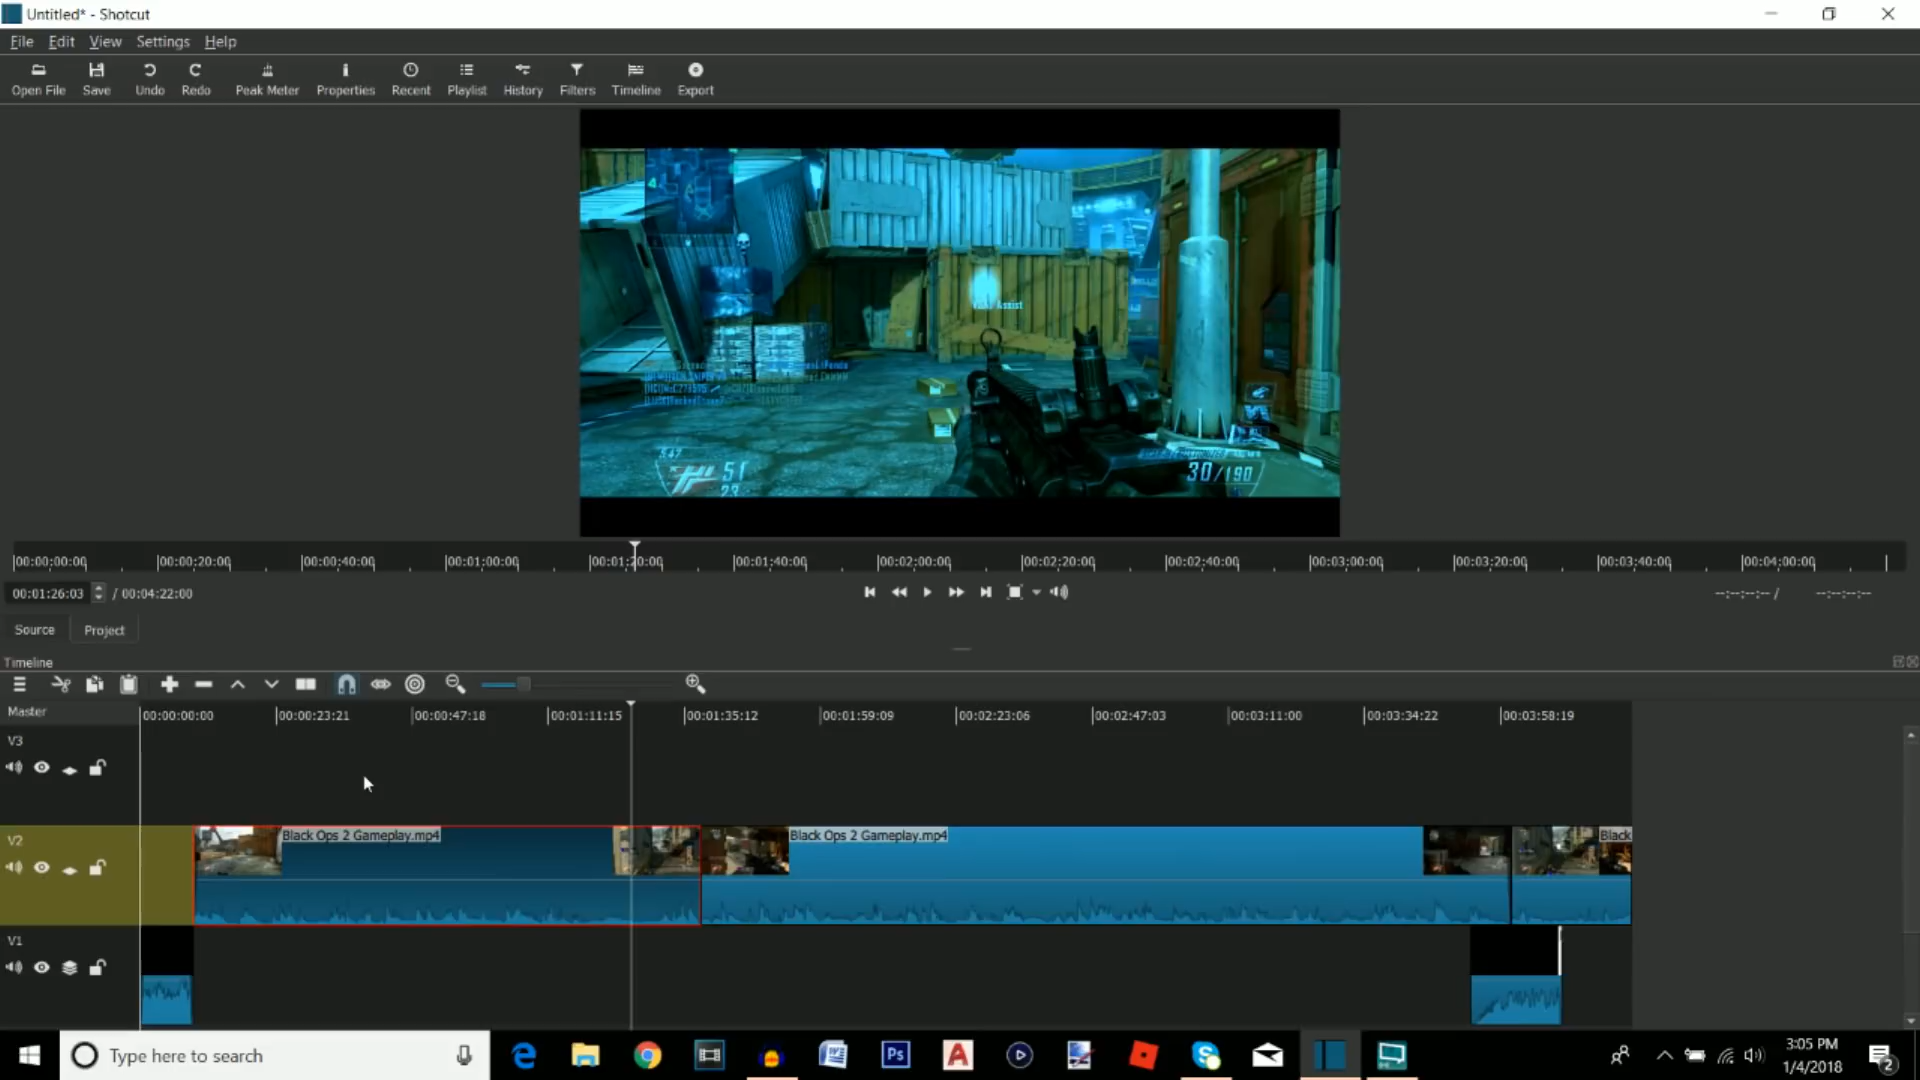 Untitled* - Shotcut
File Edit View Settings Help
Open File Save Undo Redo Peak Meter Properties Recent Playlist History Filters Timeline Export
Assist
51
23
30/190
00:00:00:00 00:00:20:00 00:00:40:00 00:01:00:00 00:01:20:00 00:01:40:00 00:02:00:00 00:02:20:00 00:02:40:00 00:03:00:00 00:03:20:00 00:03:40:00 00:04:00:00
00:01:26:03 / 00:04:22:00 --:--:--:-- / --:--:--:--
Source Project
Timeline
Master 00:00:00:00 00:00:23:21 00:00:47:18 00:01:11:15 00:01:35:12 00:01:59:09 00:02:23:06 00:02:47:03 00:03:11:00 00:03:34:22 00:03:58:19
V3
V2 Black Ops 2 Gameplay.mp4 Black Ops 2 Gameplay.mp4 Black
V1
Type here to search
Ps
3:05 PM
1/4/2018
2